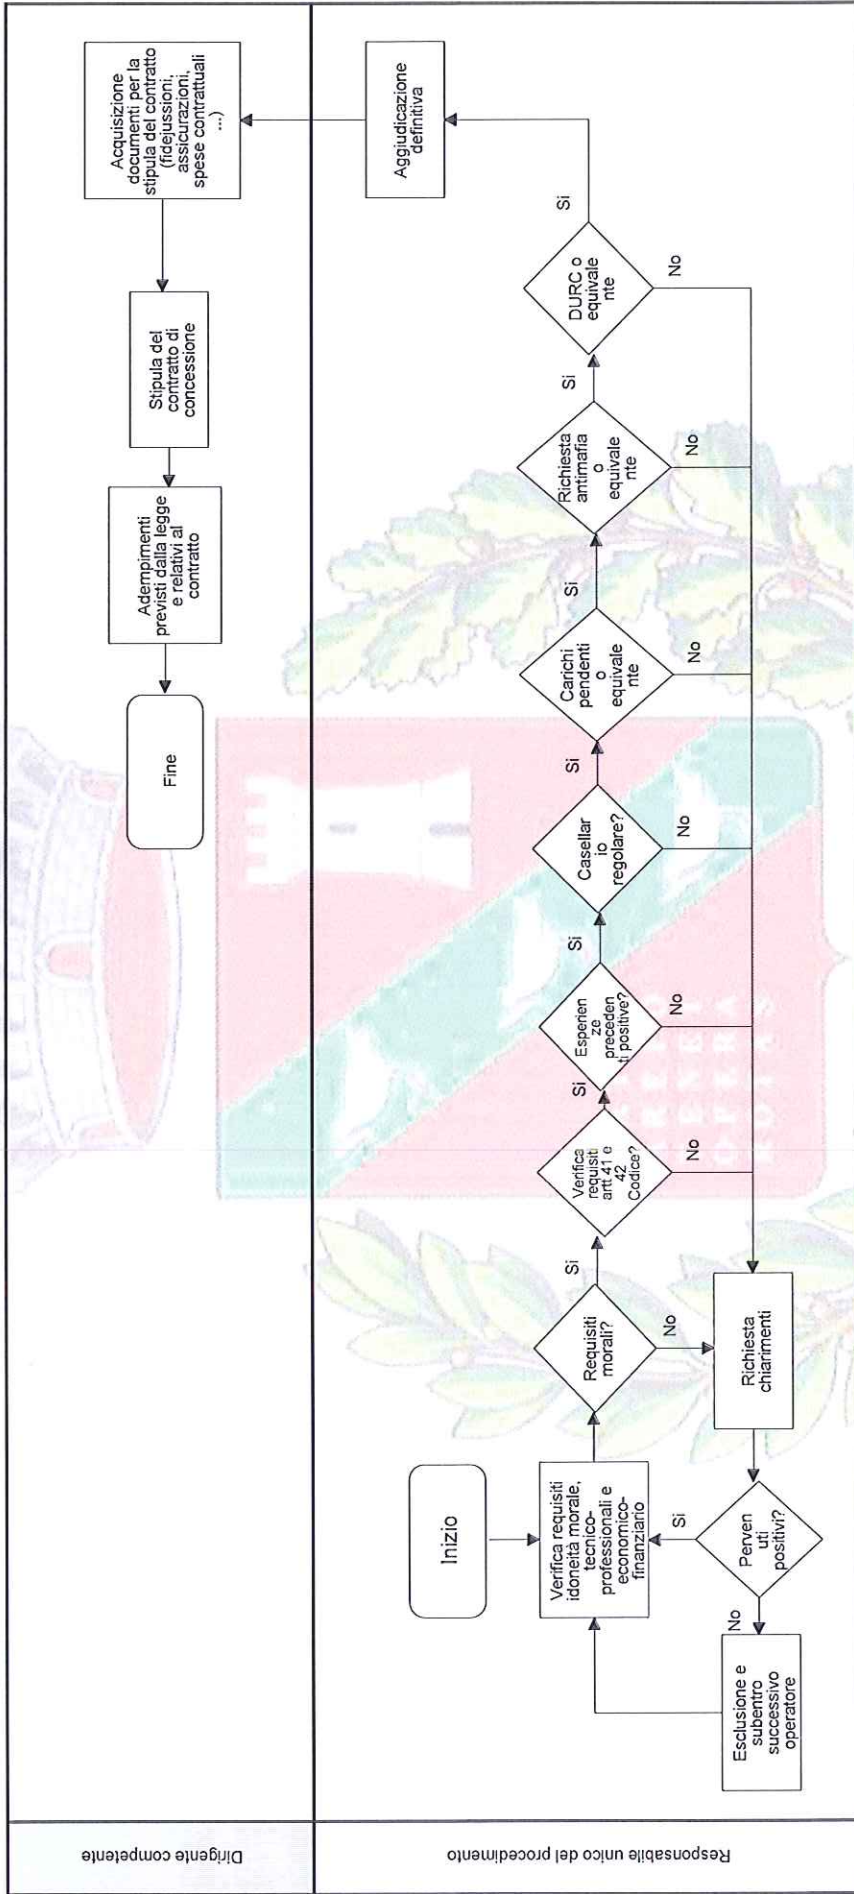 Dirigente competente
Responsabile unico del procedimento
Inizio
Verifica requisiti
idoneità morale,
tecnico-
professionali e
economico-
finanziario
Requisiti
morali?
Si
No
Verifica
requisiti
artt 41 e
42
Codice?
Si
No
Esperien
ze
preceden
ti positive?
Si
No
Casellar
io
regolare?
Si
No
Carichi
pendenti
o
equivale
nte
Si
No
Richiesta
antimafia
o
equivale
nte
Si
No
DURC o
equivale
nte
Si
No
Richiesta
chiarimenti
Perven
uti
positivi?
Si
No
Esclusione e
subentro
successivo
operatore
Aggiudicazione
definitiva
Acquisizione
documenti per la
stipula del contratto
(fidejussioni,
assicurazioni,
spese contrattuali
...)
Stipula del
contratto di
concessione
Adempimenti
previsti dalla legge
e relativi al
contratto
Fine